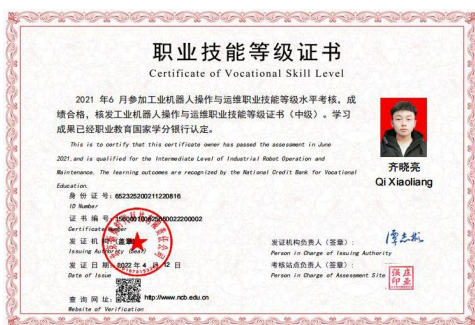 职业技能等级证书
Certificate of Vocational Skill Level
2021 年6 月参加工业机器人操作与运维职业技能等级水平考核，成
绩合格，核发工业机器人操作与运维职业技能等级证书（中级）。学习
成果已经职业教育国家学分银行认定。
This is to certify that this certificate owner has passed the assessment in June
2021,and is qualified for the Intermediate Level of Industrial Robot Operation and
Maintenance. The learning outcomes are recognized by the National Credit Bank for Vocational
Education.
齐晓亮
Qi Xiaoliang
身 份 证 号：652325200211220816
ID Number
证 书 编 号：
Certificate Number
发 证 机 构（盖章）
Issuing Authority (Seal)
发 证 日 期：2022 年 4 月 12 日
Date of Issue
查 询 网 址： http://www.ncb.edu.cn
Website of Verification
发证机构负责人（签章）：
Person in Charge of Issuing Authority
考核站点负责人（签章）：
Person in Charge of Assessment Site